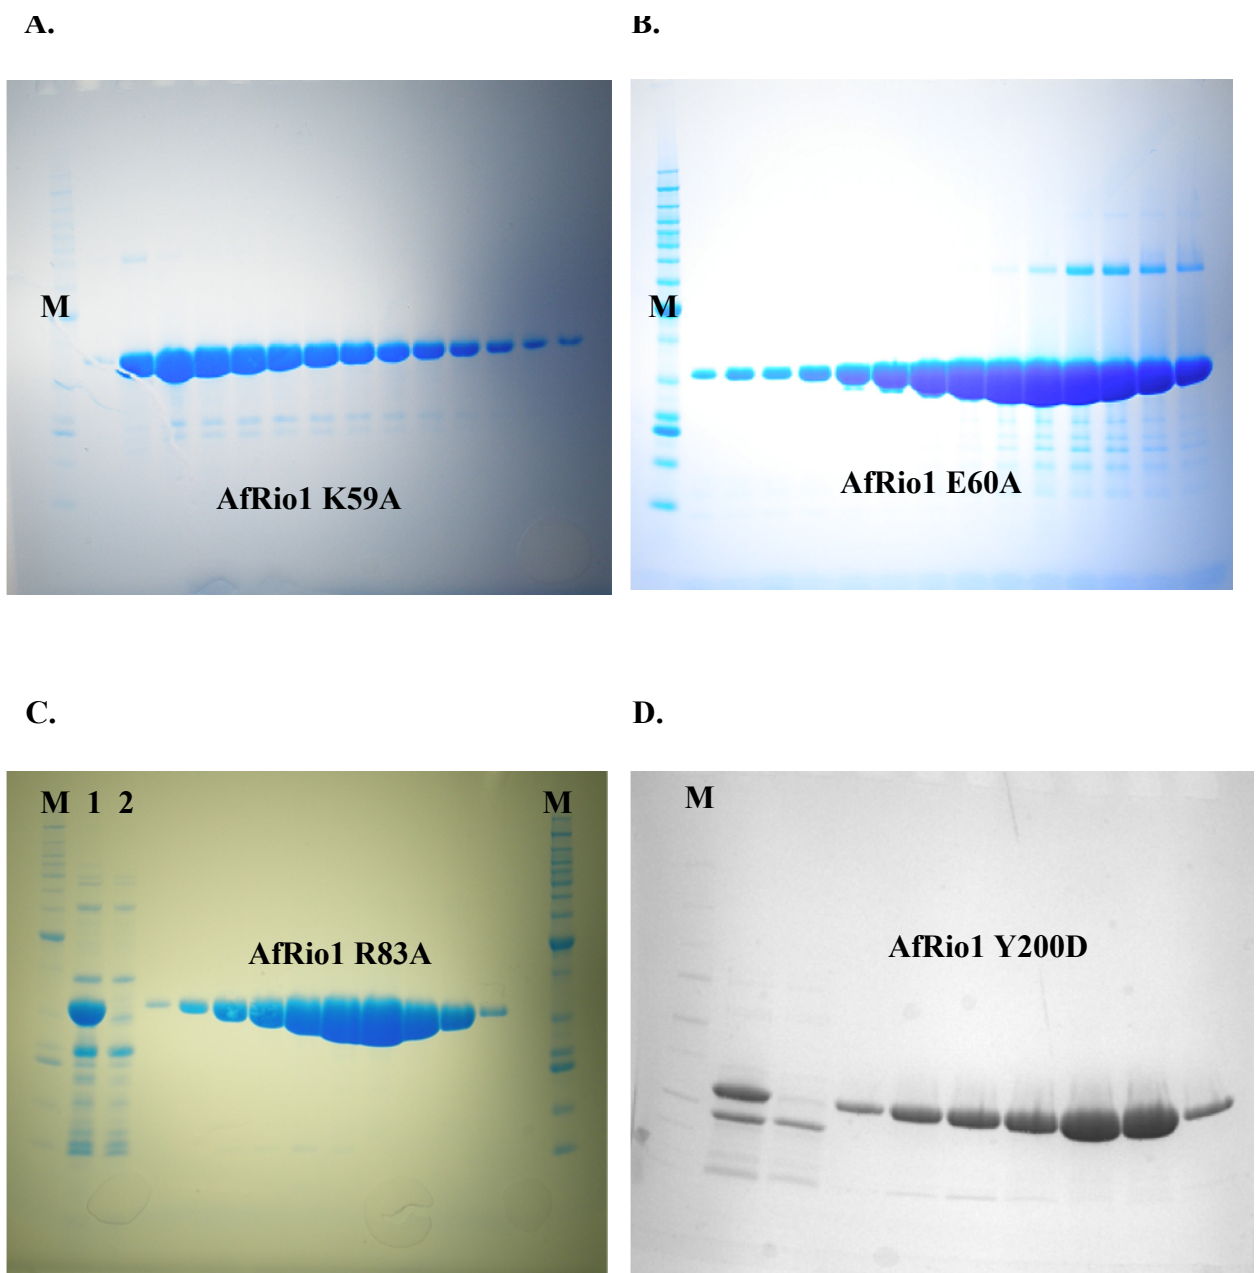 A.
B.
M
AfRio1 K59A
M
AfRio1 E60A
C.
D.
M 1 2
M
AfRio1 R83A
M
AfRio1 Y200D